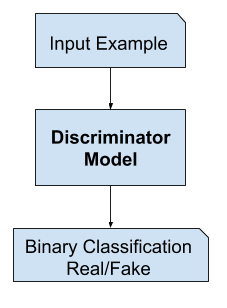 Input Example
Discriminator
Model
Binary Classification
Real/Fake